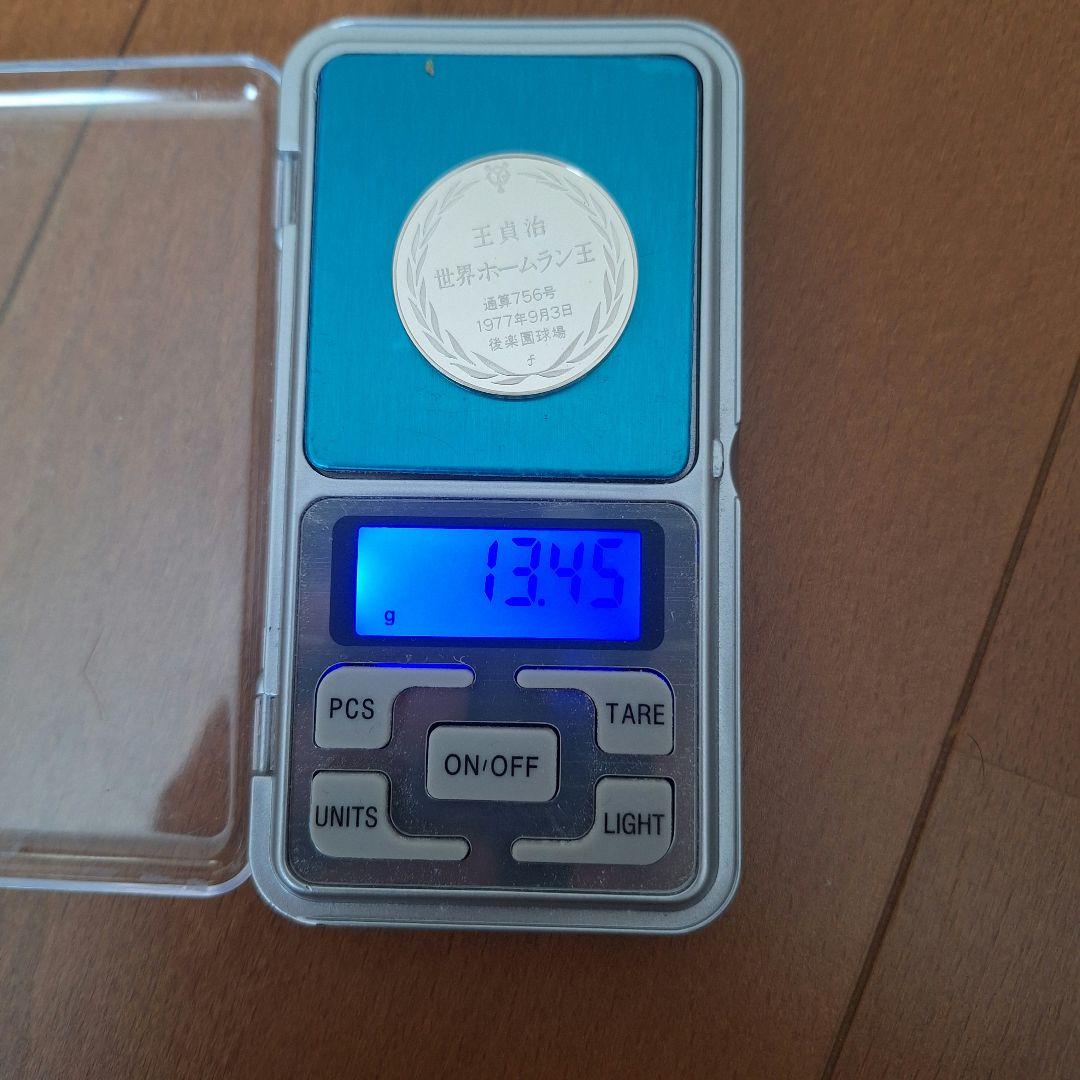 王貞治
世界ホームラン王
通算756号
1977年9月3日
後楽園球場
13.45
g
PCS
TARE
ON/OFF
UNITS
LIGHT